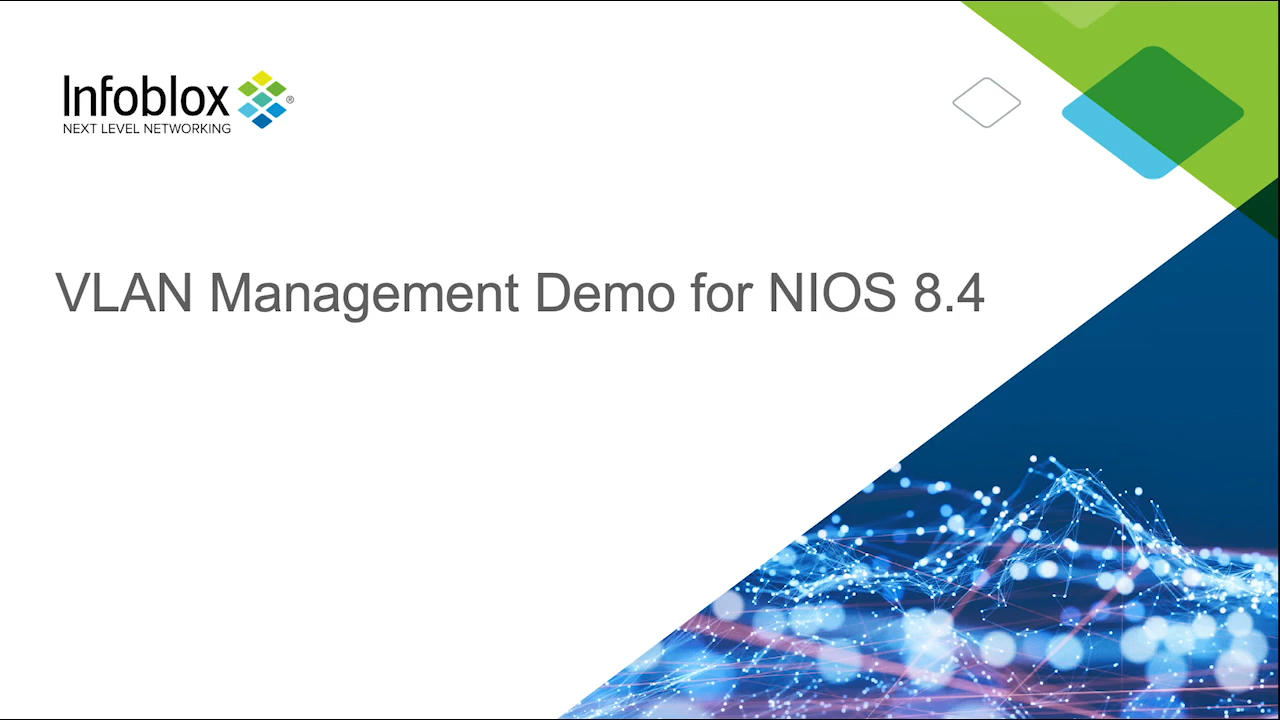 Infoblox ®
NEXT LEVEL NETWORKING
VLAN Management Demo for NIOS 8.4